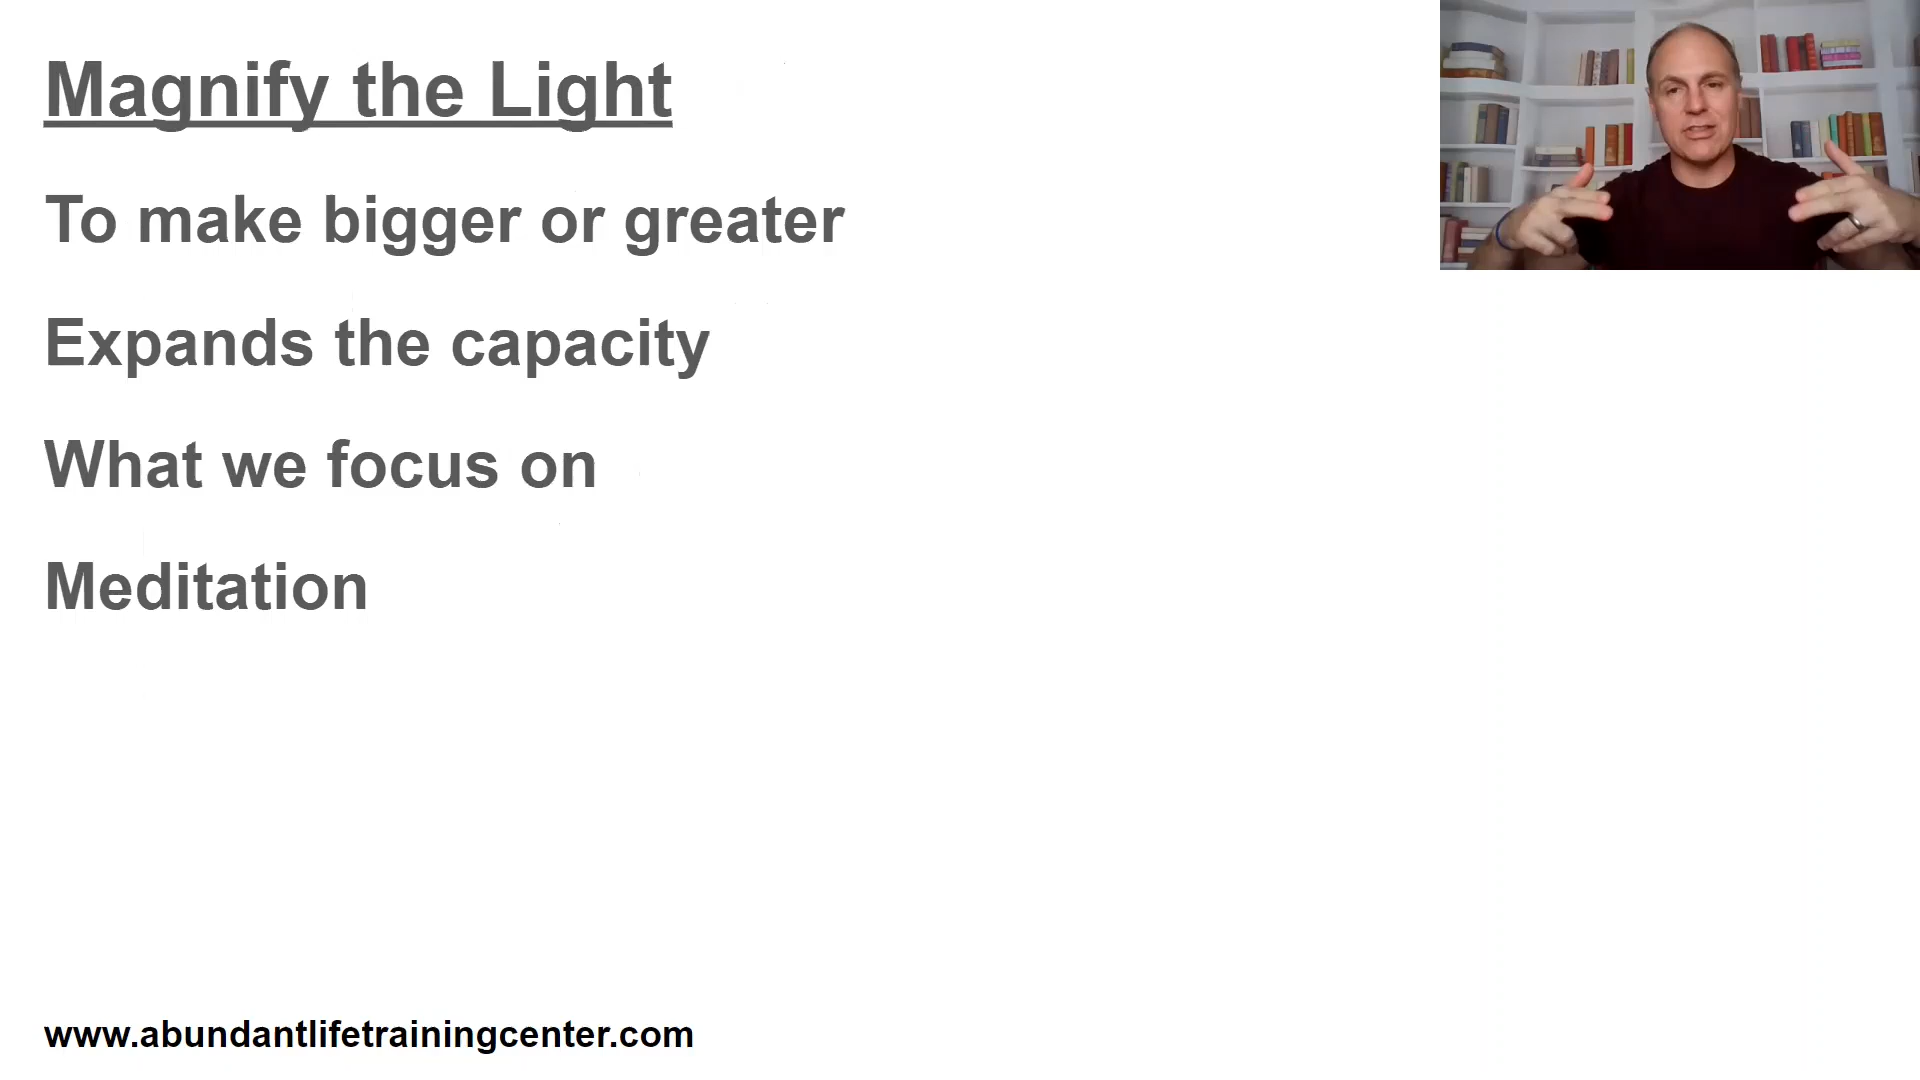 Magnify the Light
To make bigger or greater
Expands the capacity
What we focus on
Meditation
www.abundantlifetrainingcenter.com